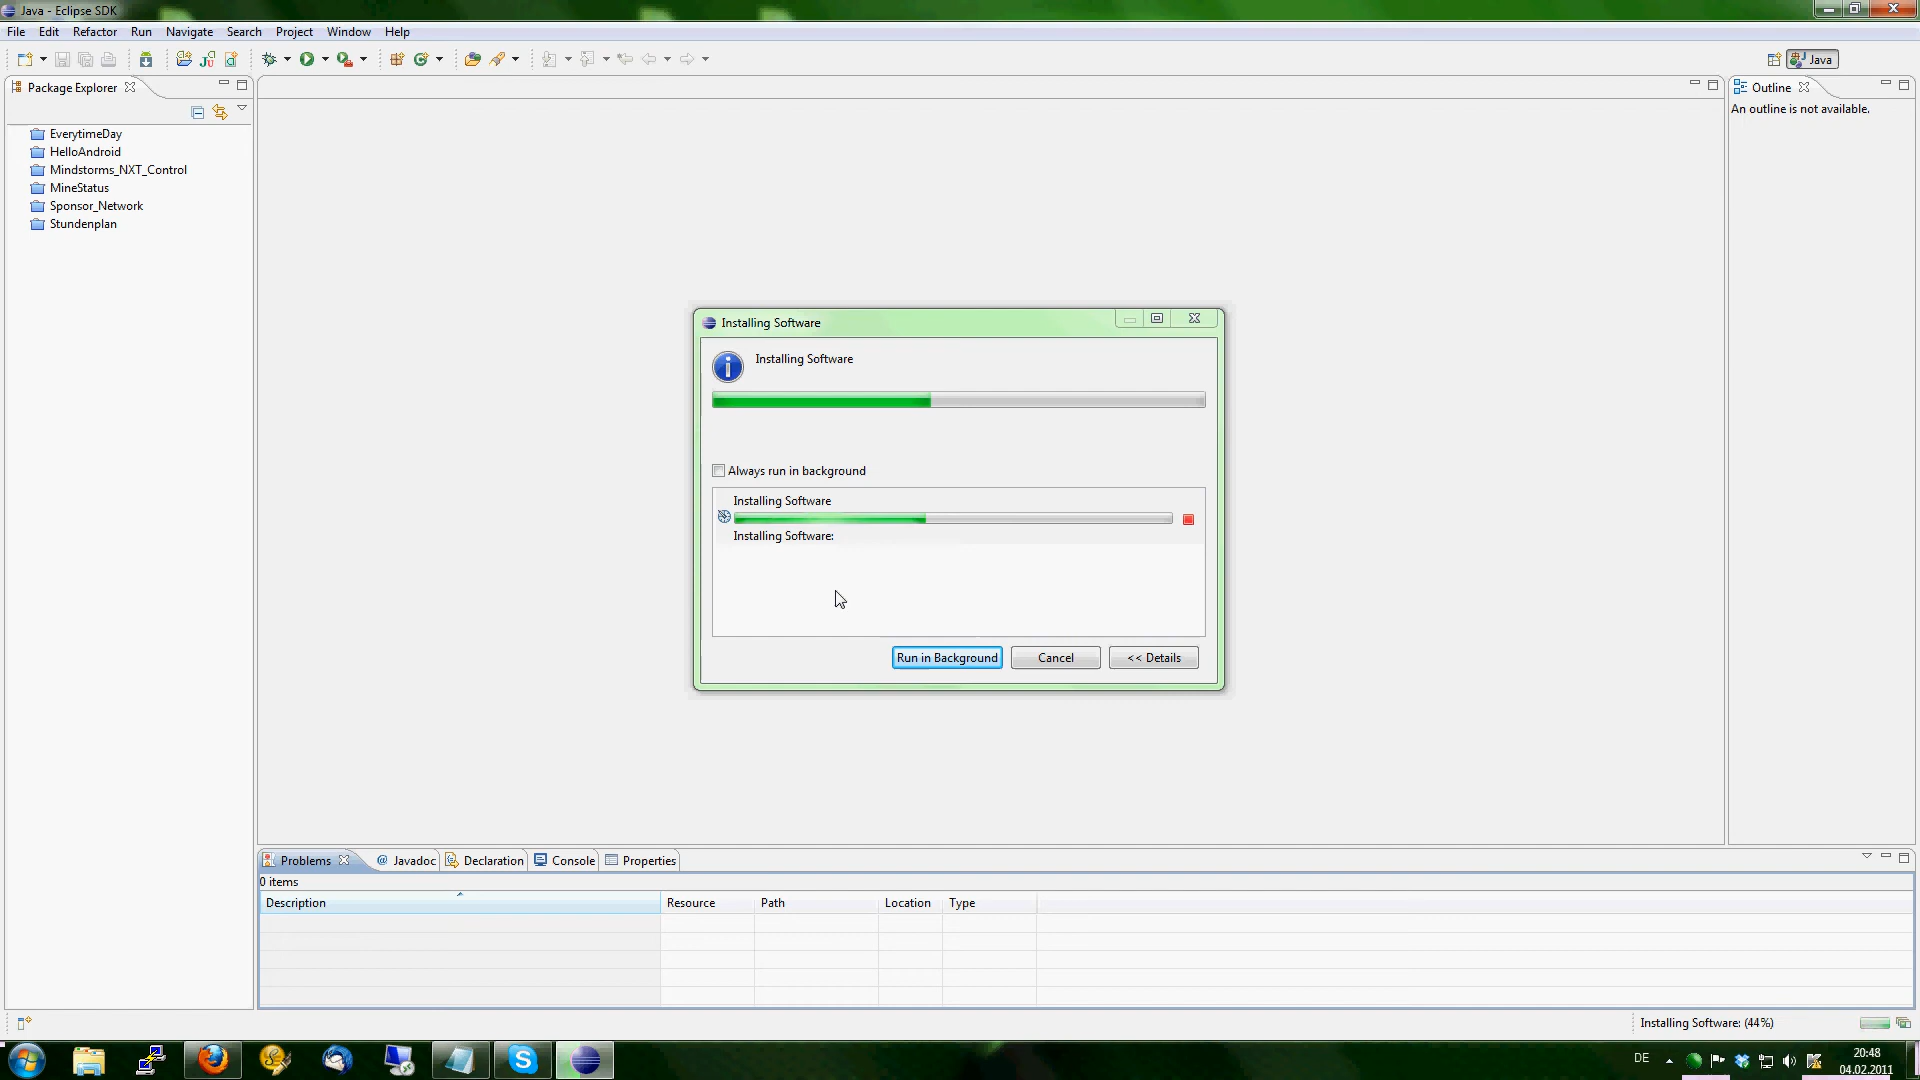 Java - Eclipse SDK
File Edit Refactor Run Navigate Search Project Window Help
Java
Package Explorer
EverytimeDay
HelloAndroid
Mindstorms_NXT_Control
MineStatus
Sponsor_Network
Stundenplan
Outline
An outline is not available.
Installing Software
Installing Software
Always run in background
Installing Software
Installing Software:
Run in Background Cancel << Details
Problems @ Javadoc Declaration Console Properties
0 items
Description Resource Path Location Type
Installing Software: (44%)
DE
20:48
04.02.2011